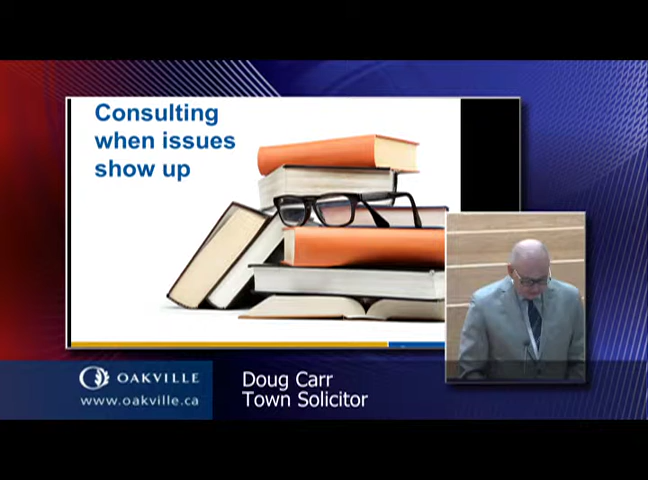 Consulting
when issues
show up
OAKVILLE
www.oakville.ca
Doug Carr
Town Solicitor